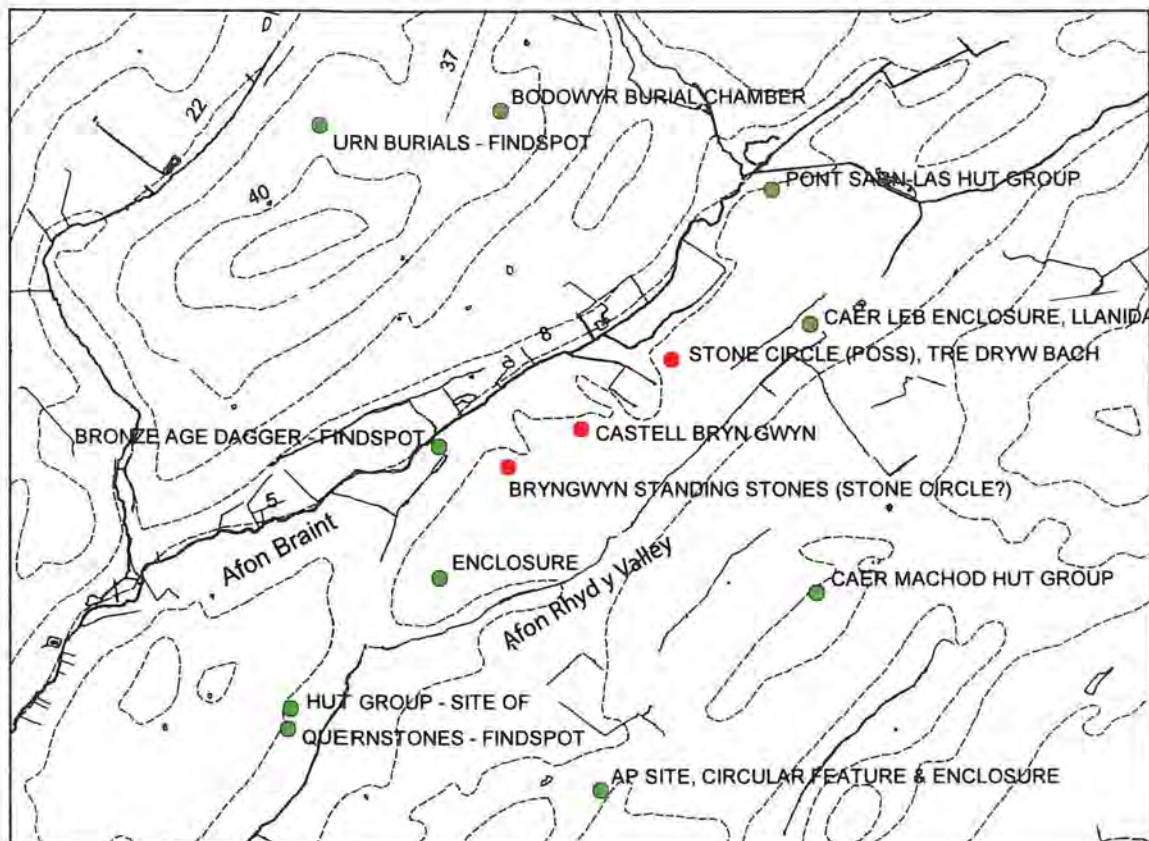 22
37
BODOWYR BURIAL CHAMBER
URN BURIALS - FINDSPOT
PONT SARN-LAS HUT GROUP
40
CAER LEB ENCLOSURE, LLANIDA
8
STONE CIRCLE (POSS), TRE DRYW BACH
BRONZE AGE DAGGER - FINDSPOT
CASTELL BRYN GWYN
BRYNGWYN STANDING STONES (STONE CIRCLE?)
5
Afon Braint
ENCLOSURE
Afon Rhyd y Valley
CAER MACHOD HUT GROUP
HUT GROUP - SITE OF
QUERNSTONES - FINDSPOT
AP SITE, CIRCULAR FEATURE & ENCLOSURE